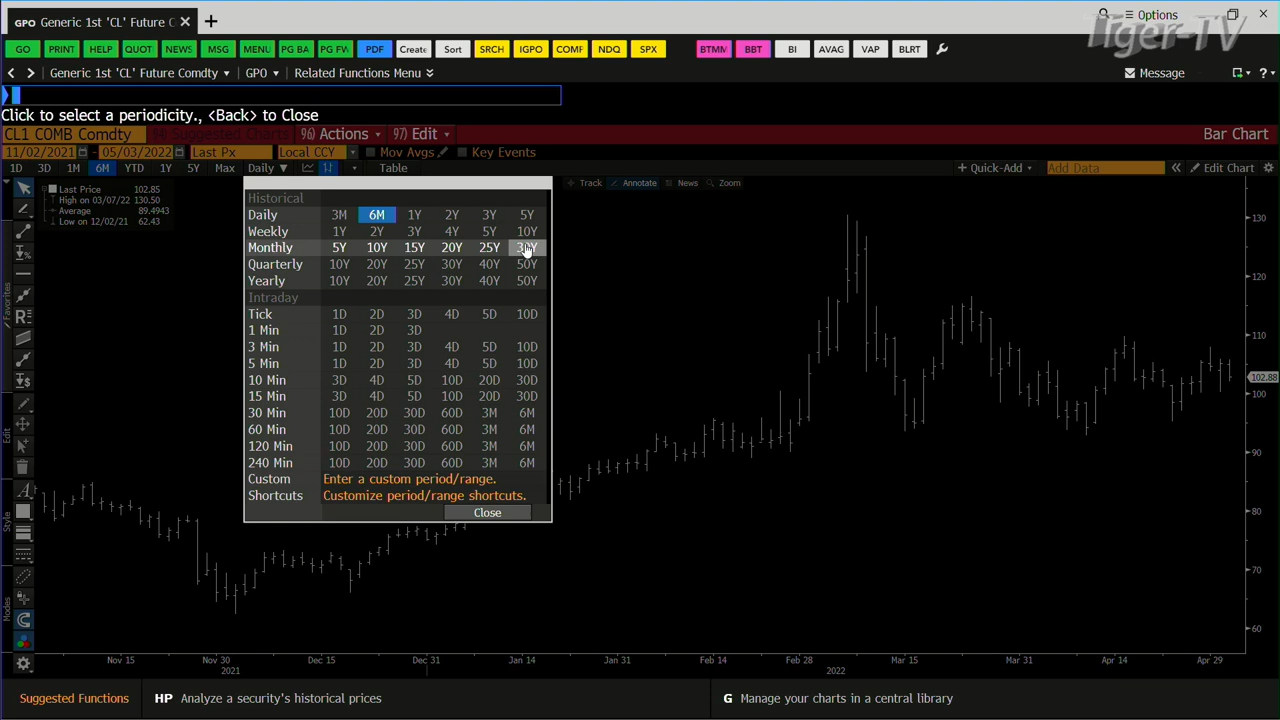 GPO Generic 1st 'CL' Future C
Options
Tiger-TV
GO PRINT HELP QUOT NEWS MSG MENU PG BA PG FW PDF Create Sort SRCH IGPO COMF NDQ SPX BTMM BBT BI AVAG VAP BLRT
Generic 1st 'CL' Future Comdty GPO Related Functions Menu Message ?
Click to select a periodicity., <Back> to Close
CL1 COMB Comdty 94) Suggested Charts 96) Actions 97) Edit Bar Chart
11/02/2021 - 05/03/2022 Last Px Local CCY Mov Avgs Key Events
1D 3D 1M 6M YTD 1Y 5Y Max Daily ▼ Table + Quick-Add Add Data « Edit Chart
Track Annotate News Zoom
Last Price 102.85
High on 03/07/22 130.50
Average 89.4943
Low on 12/02/21 62.43
Historical
Daily 3M 6M 1Y 2Y 3Y 5Y
Weekly 1Y 2Y 3Y 4Y 5Y 10Y
Monthly 5Y 10Y 15Y 20Y 25Y 30Y
Quarterly 10Y 20Y 25Y 30Y 40Y 50Y
Yearly 10Y 20Y 25Y 30Y 40Y 50Y
Intraday
Tick 1D 2D 3D 4D 5D 10D
1 Min 1D 2D 3D
3 Min 1D 2D 3D 4D 5D 10D
5 Min 1D 2D 3D 4D 5D 10D
10 Min 3D 4D 5D 10D 20D 30D
15 Min 3D 4D 5D 10D 20D 30D
30 Min 10D 20D 30D 60D 3M 6M
60 Min 10D 20D 30D 60D 3M 6M
120 Min 10D 20D 30D 60D 3M 6M
240 Min 10D 20D 30D 60D 3M 6M
Custom Enter a custom period/range.
Shortcuts Customize period/range shortcuts.
Close
Favorites
Edit
Style
Modes
130
120
110
102.88
100
90
80
70
60
Nov 15 Nov 30 Dec 15 Dec 31 Jan 14 Jan 31 Feb 14 Feb 28 Mar 15 Mar 31 Apr 14 Apr 29
2021 2022
Suggested Functions HP Analyze a security's historical prices G Manage your charts in a central library